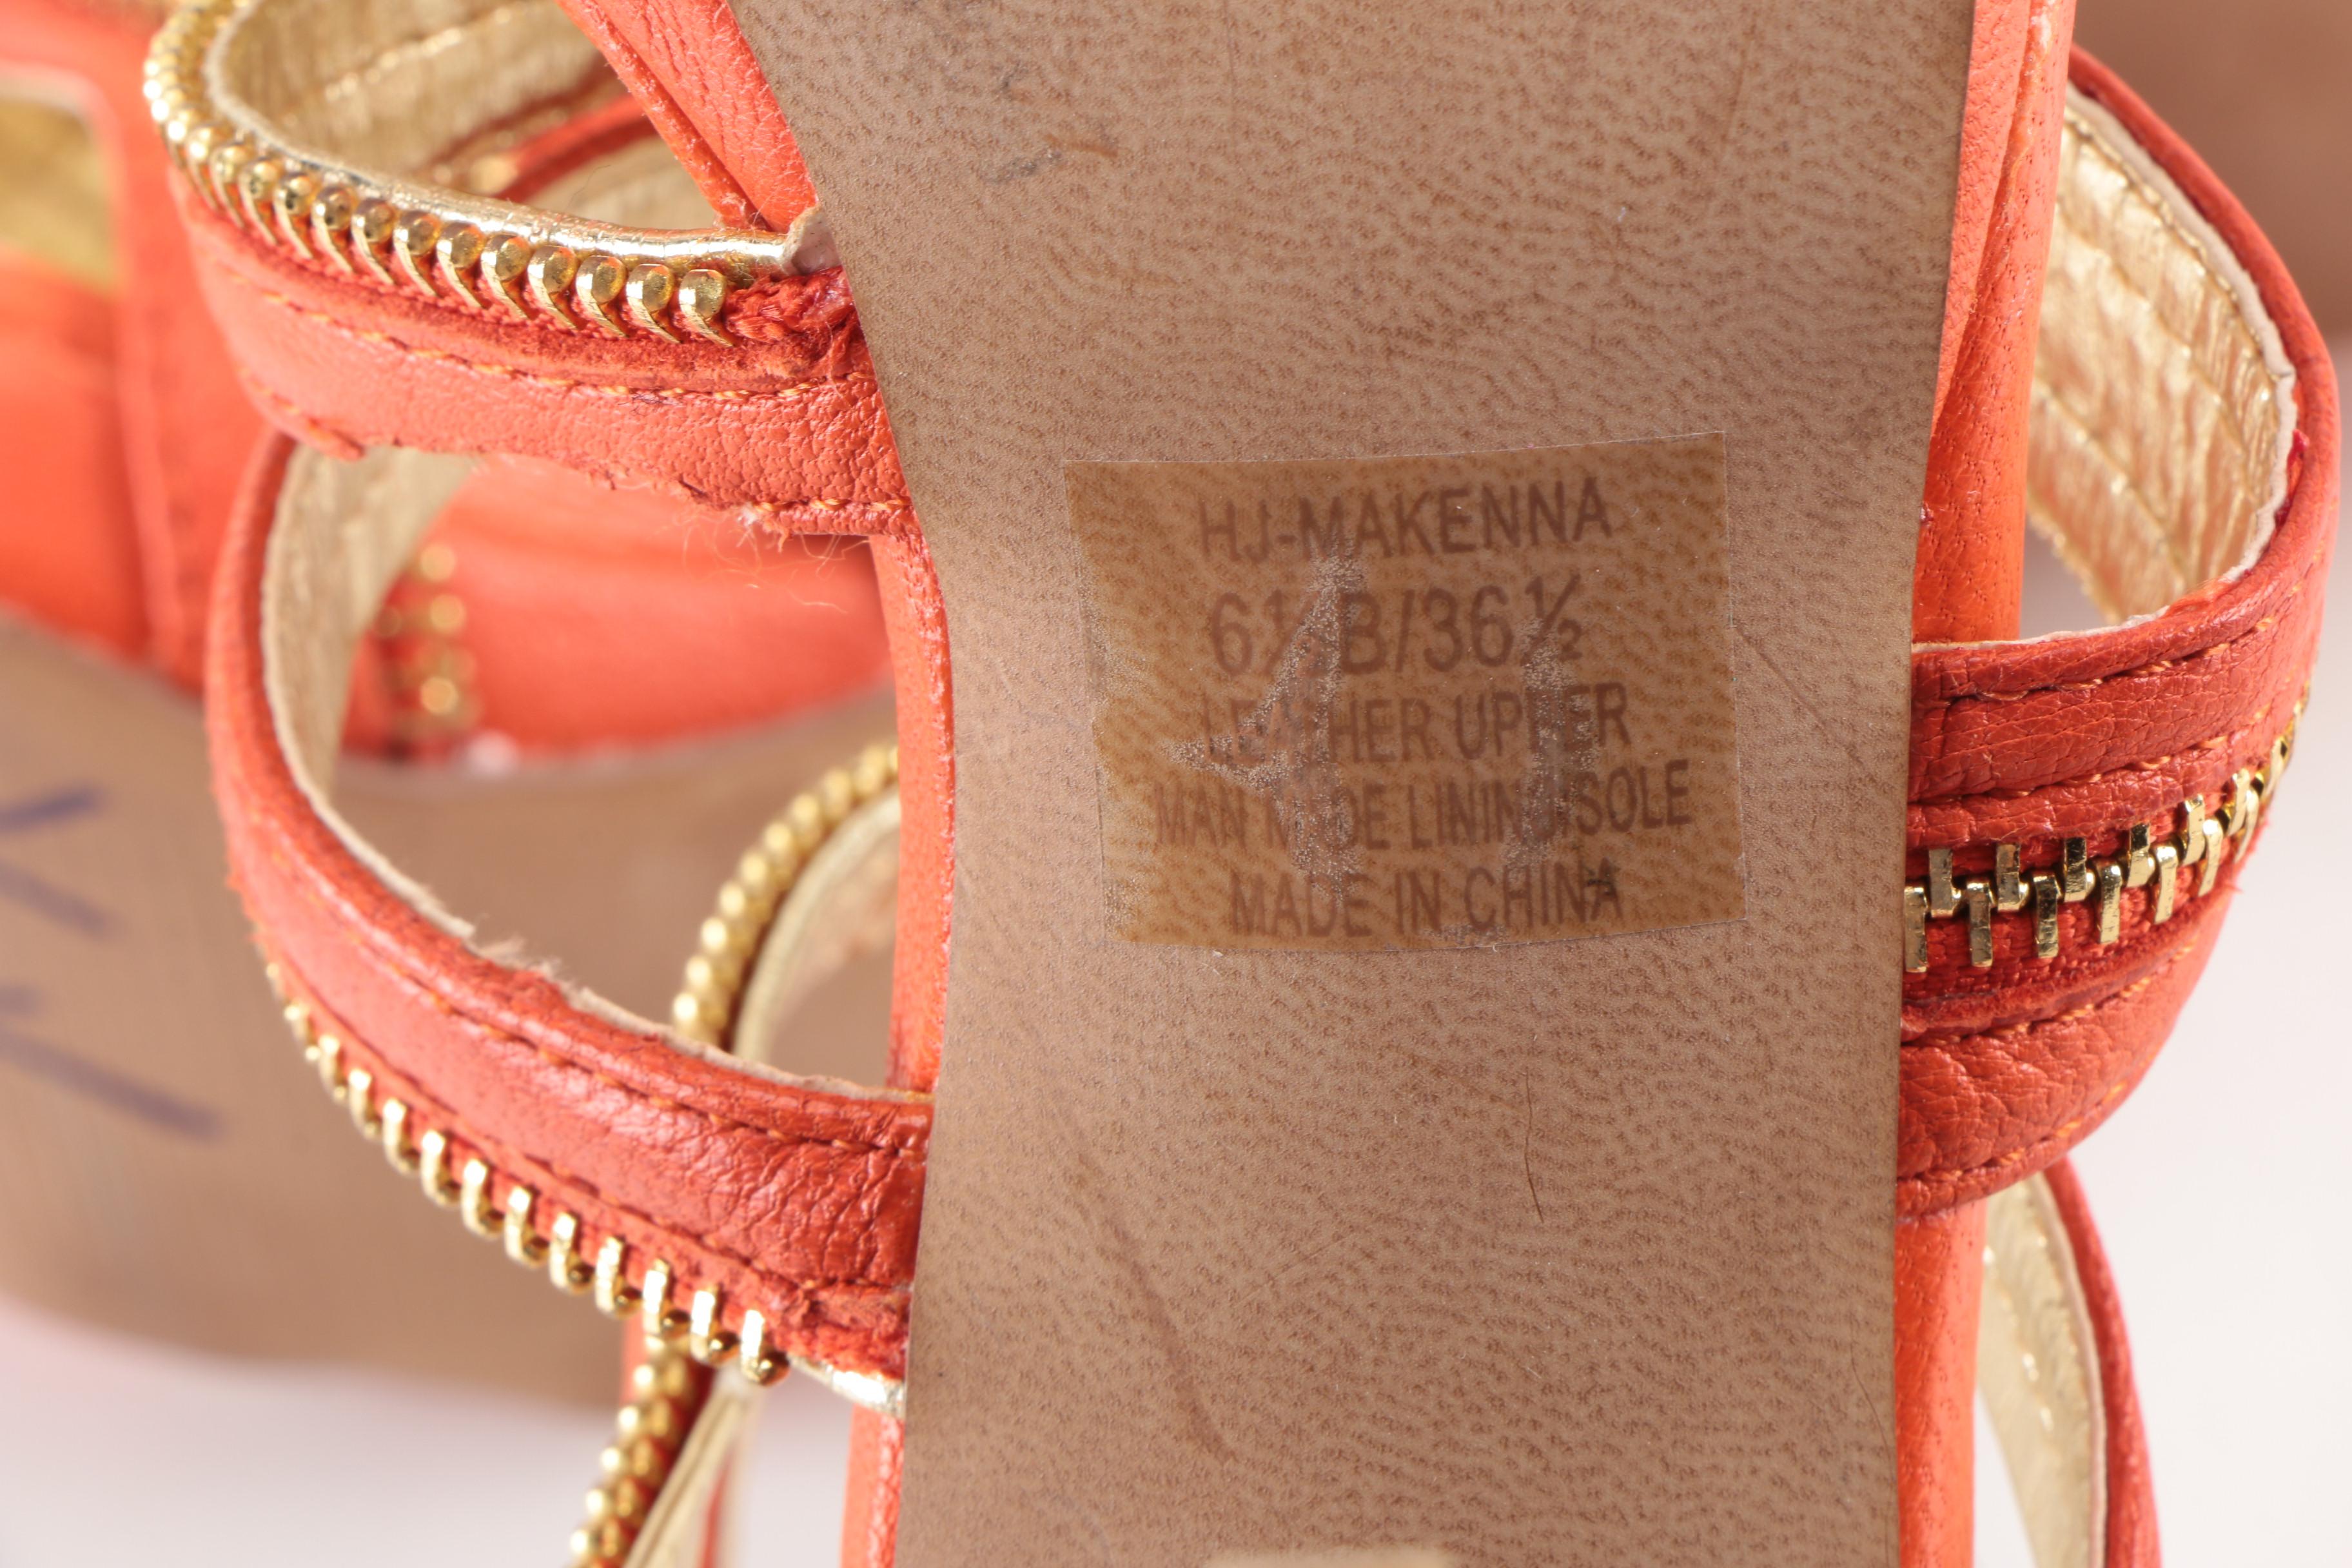 HJ-MAKENNA
6½B/36½
LEATHER UPPER
MAN MADE LINING/SOLE
MADE IN CHINA